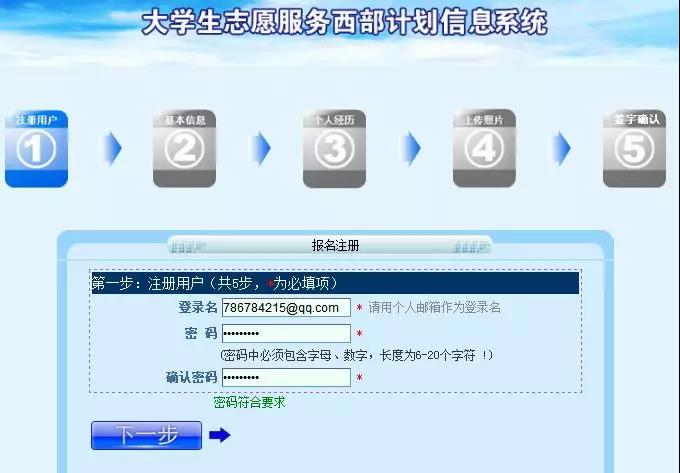 大学生志愿服务西部计划信息系统
注册用户 基本信息 个人经历 上传照片 签字确认
1 2 3 4 5
报名注册
第一步：注册用户（共5步，*为必填项）
登录名 786784215@qq.com * 请用个人邮箱作为登录名
密 码 ••••••••• *
(密码中必须包含字母、数字，长度为6-20个字符 !)
确认密码 ••••••••• *
密码符合要求
下一步